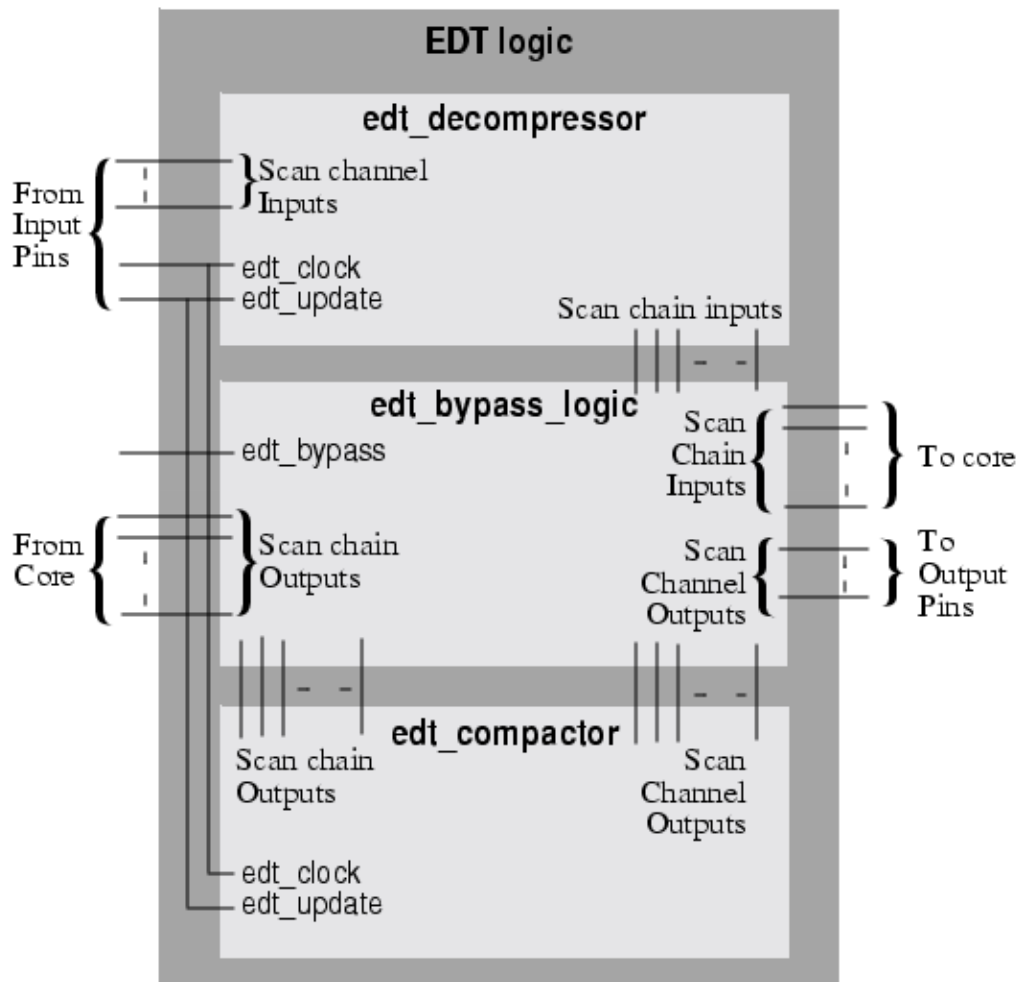 EDT logic
edt_decompressor
From
Input
Pins
Scan channel
Inputs
edt_clock
edt_update
Scan chain inputs
edt_bypass_logic
edt_bypass
Scan
Chain
Inputs
To core
From
Core
Scan chain
Outputs
Scan
Channel
Outputs
To
Output
Pins
edt_compactor
Scan chain
Outputs
Scan
Channel
Outputs
edt_clock
edt_update